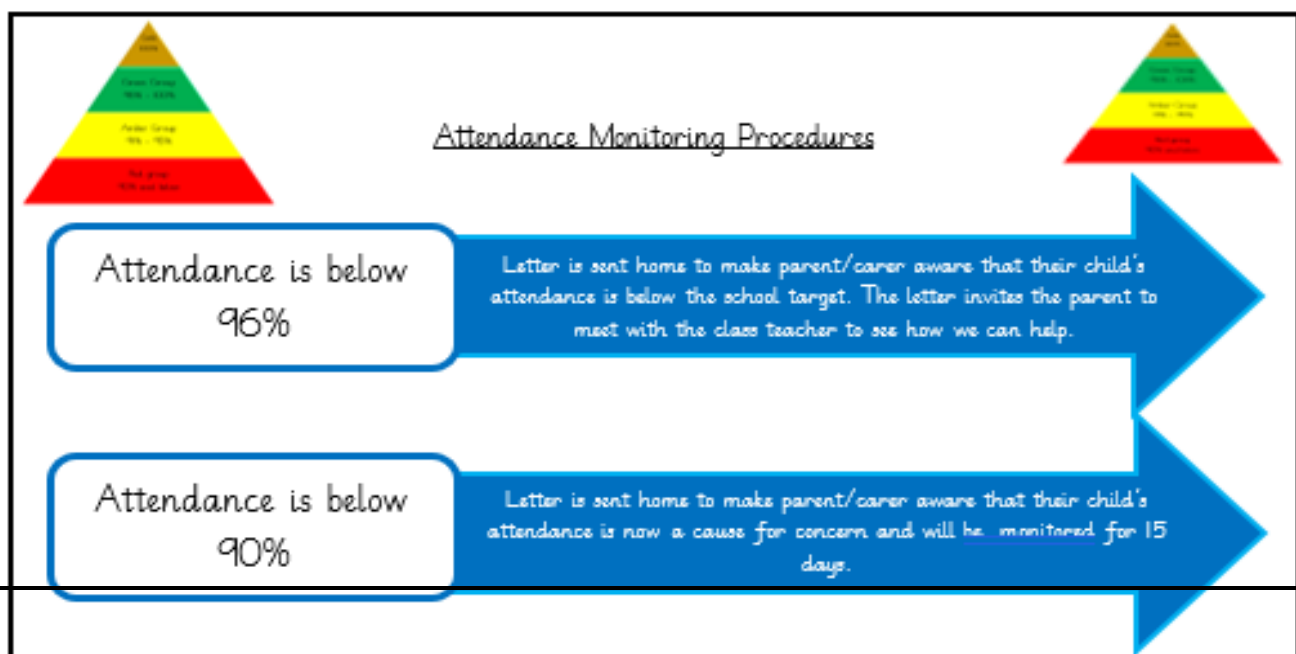 Attendance Monitoring Procedures
Attendance is below
96%
Letter is sent home to make parent/carer aware that their child's
attendance is below the school target. The letter invites the parent to
meet with the class teacher to see how we can help.
Attendance is below
90%
Letter is sent home to make parent/carer aware that their child's
attendance is now a cause for concern and will be monitored for 15
days.